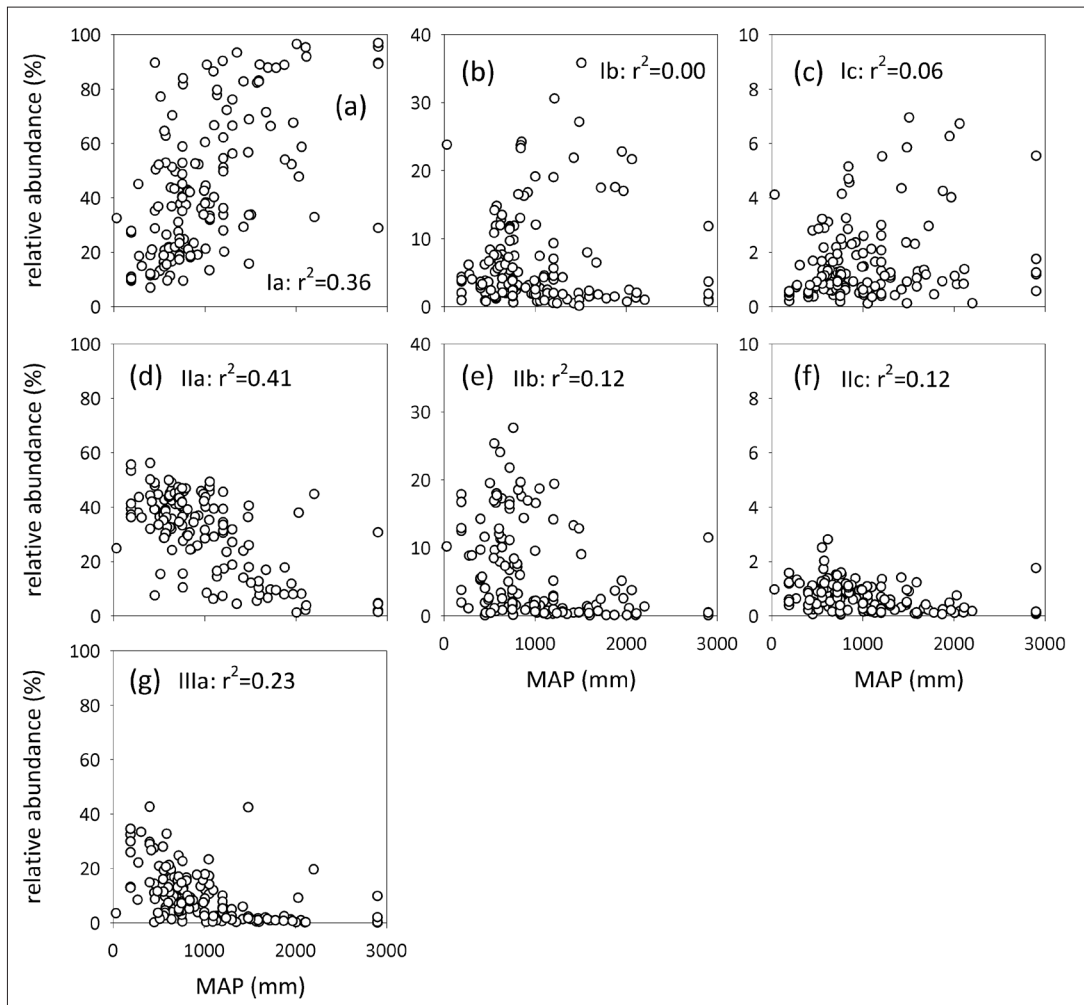 relative abundance (%)
100
80
60
40
20
0
(a)
Ia: r²=0.36
40
30
20
10
0
(b) Ib: r²=0.00
10
8
6
4
2
0
(c) Ic: r²=0.06
relative abundance (%)
100
80
60
40
20
0
(d) IIa: r²=0.41
40
30
20
10
0
(e) IIb: r²=0.12
0 1000 2000 3000
MAP (mm)
10
8
6
4
2
0
(f) IIc: r²=0.12
0 1000 2000 3000
MAP (mm)
relative abundance (%)
100
80
60
40
20
0
(g) IIIa: r²=0.23
0 1000 2000 3000
MAP (mm)